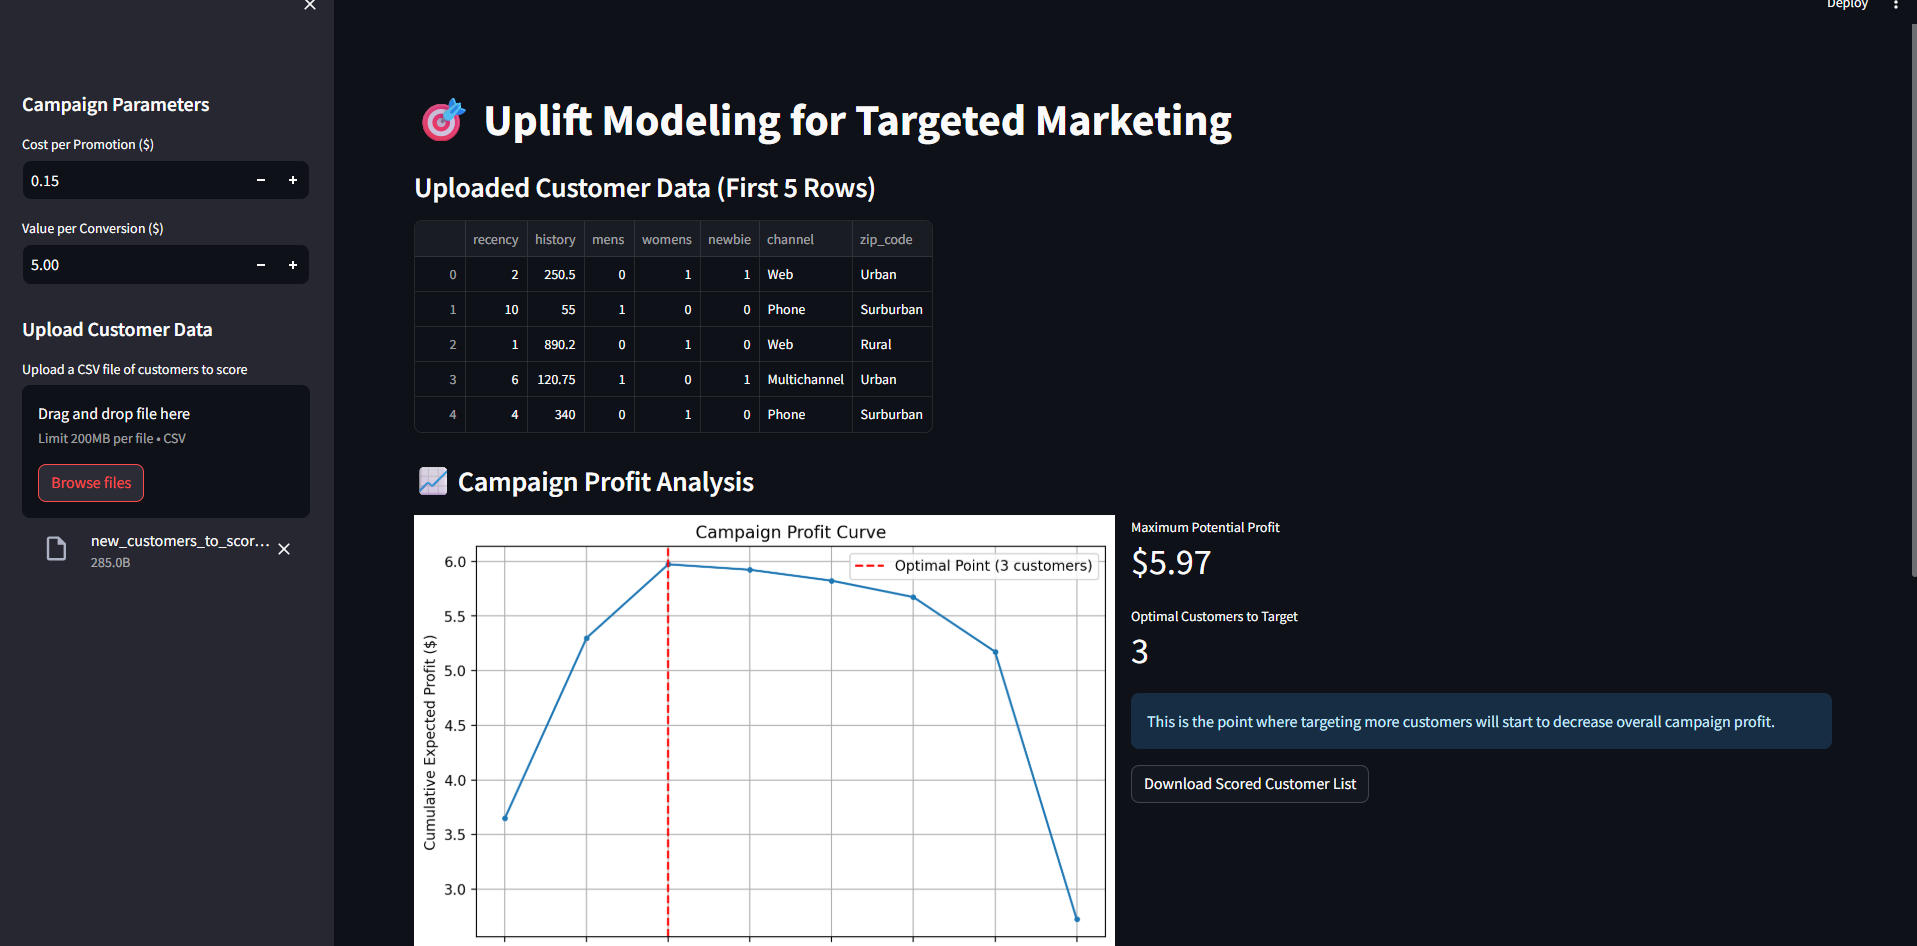 Deploy
Campaign Parameters
Cost per Promotion ($)
0.15
Value per Conversion ($)
5.00
Upload Customer Data
Upload a CSV file of customers to score
Drag and drop file here
Limit 200MB per file • CSV
Browse files
new_customers_to_scor...
285.0B
Uplift Modeling for Targeted Marketing
Uploaded Customer Data (First 5 Rows)
recency history mens womens newbie channel zip_code
0 2 250.5 0 1 1 Web Urban
1 10 55 1 0 0 Phone Surburban
2 1 890.2 0 1 0 Web Rural
3 6 120.75 1 0 1 Multichannel Urban
4 4 340 0 1 0 Phone Surburban
Campaign Profit Analysis
Campaign Profit Curve
Optimal Point (3 customers)
Cumulative Expected Profit ($)
6.0
5.5
5.0
4.5
4.0
3.5
3.0
Maximum Potential Profit
$5.97
Optimal Customers to Target
3
This is the point where targeting more customers will start to decrease overall campaign profit.
Download Scored Customer List